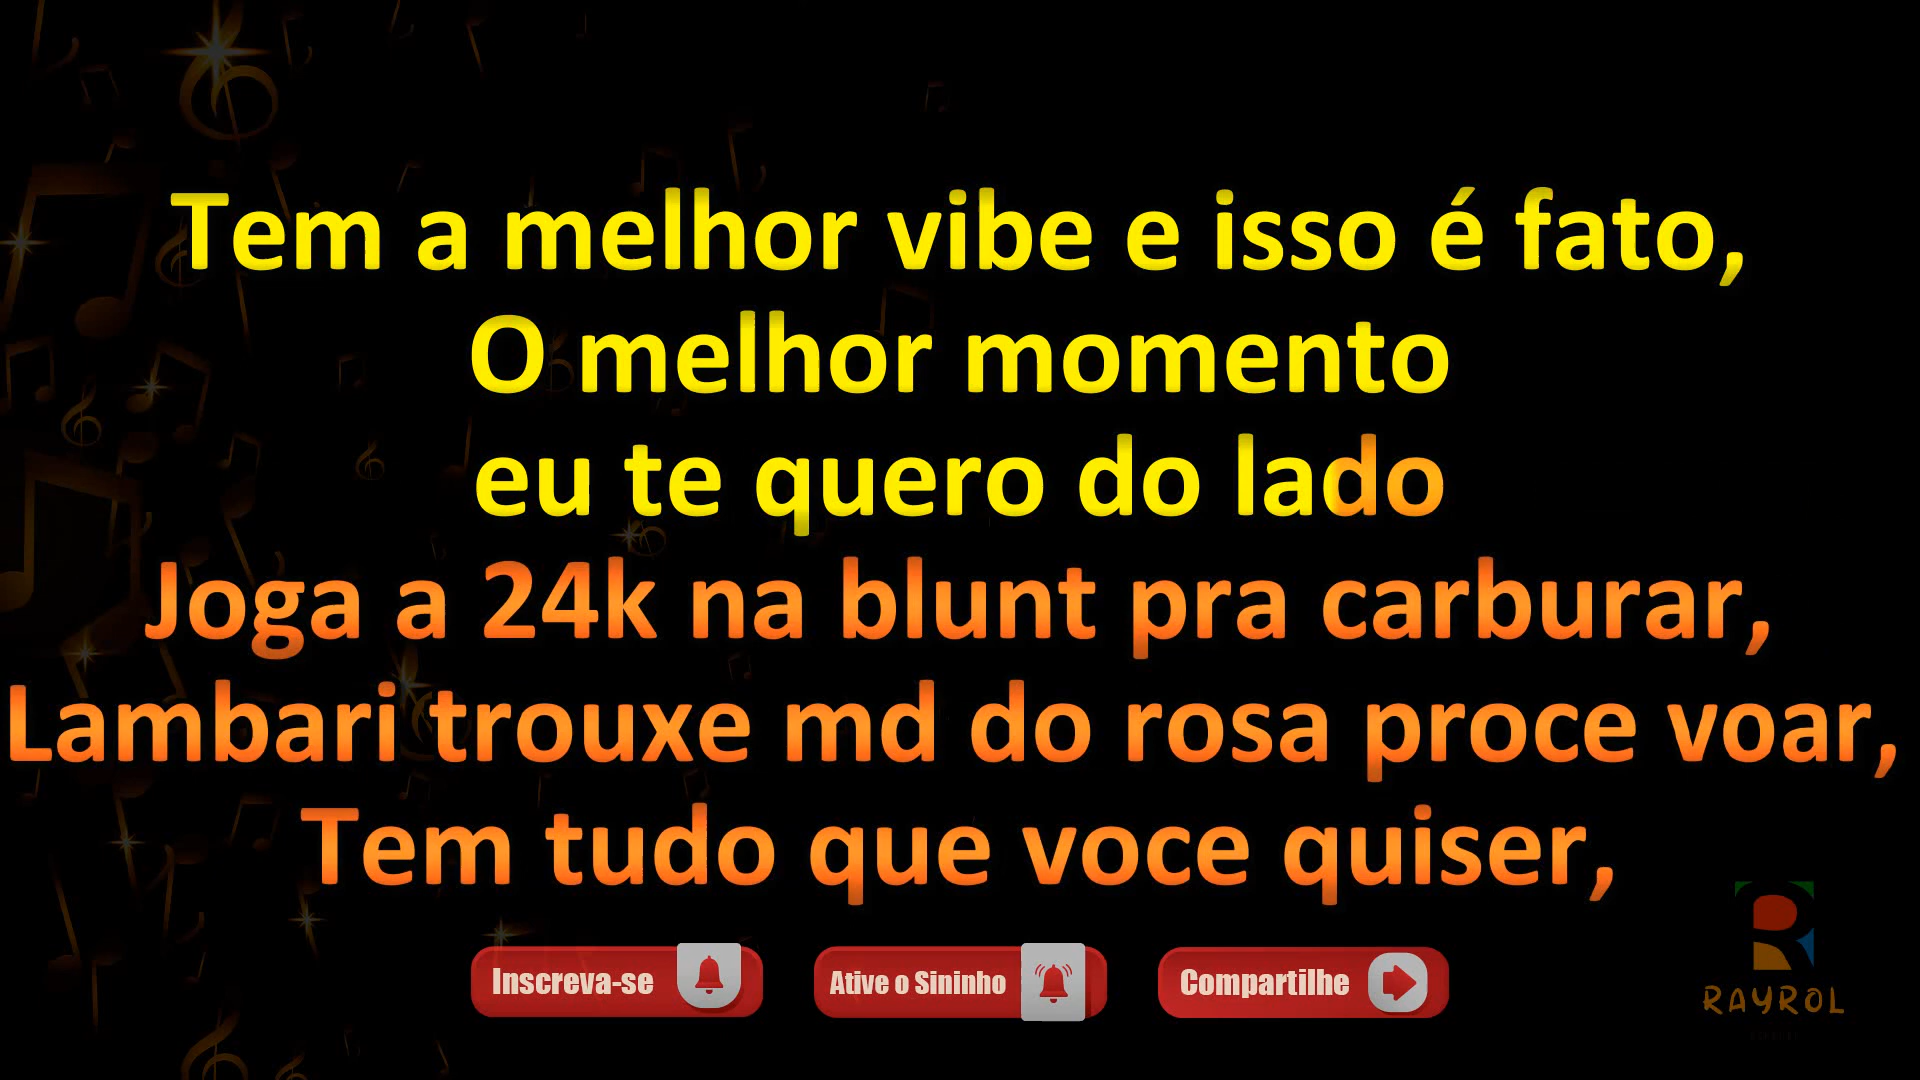 Tem a melhor vibe e isso é fato,
O melhor momento
eu te quero do lado
Joga a 24k na blunt pra carburar,
Lambari trouxe md do rosa proce voar,
Tem tudo que voce quiser,
Inscreva-se
Ative o Sininho
Compartilhe
RAYROL